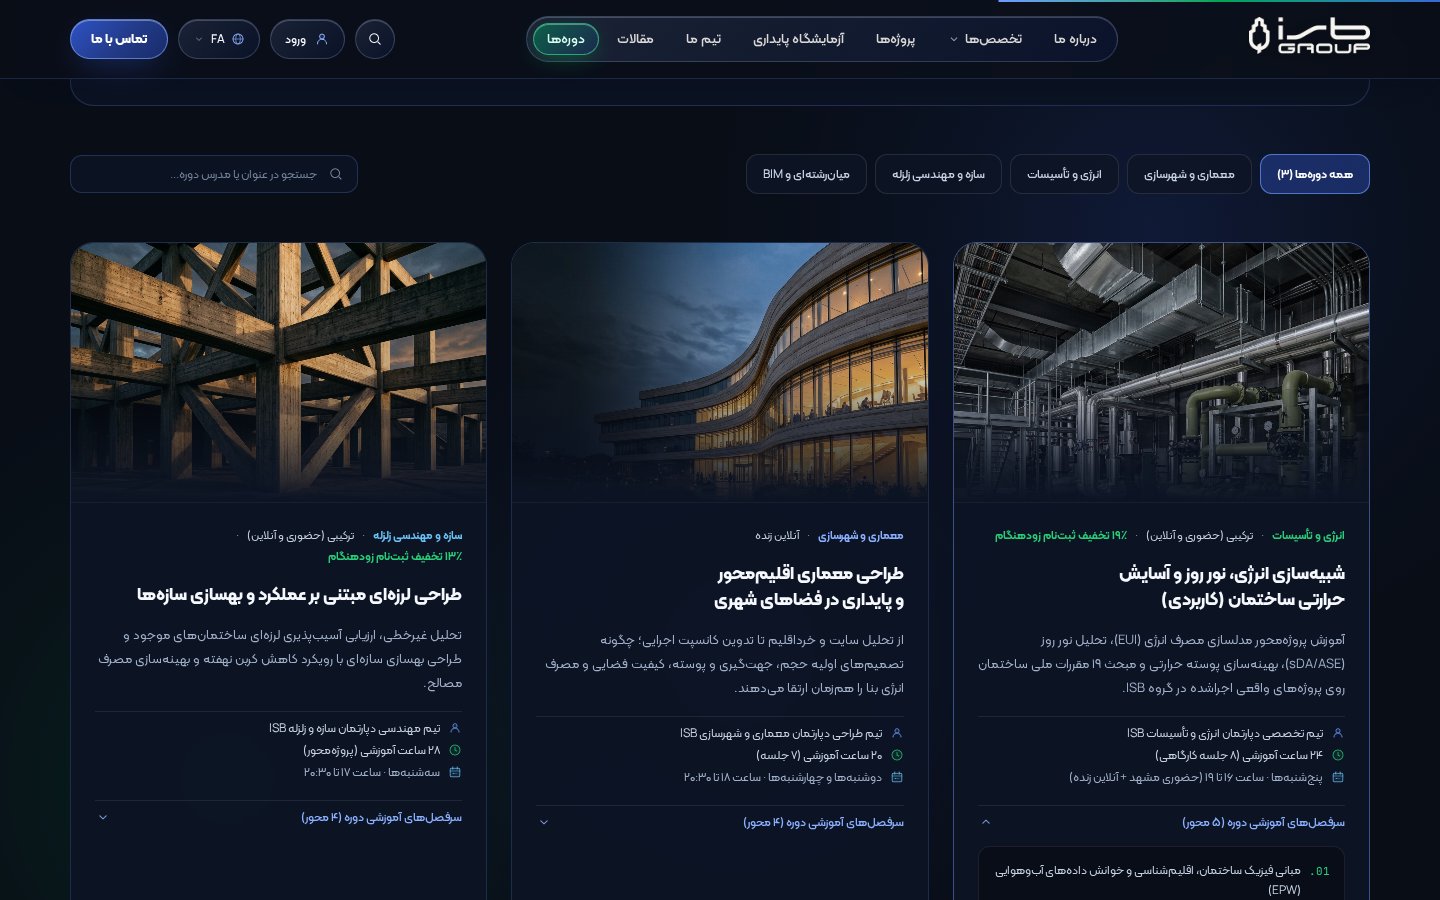 isb
GROUP
درباره ما
تخصص‌ها
پروژه‌ها
آزمایشگاه پایداری
تیم ما
مقالات
دوره‌ها
ورود
FA
تماس با ما
همه دوره‌ها (۳)
معماری و شهرسازی
انرژی و تأسیسات
سازه و مهندسی زلزله
میان‌رشته‌ای و BIM
جستجو در عنوان یا مدرس دوره...
انرژی و تأسیسات · ترکیبی (حضوری و آنلاین) · ۱۹٪ تخفیف ثبت‌نام زودهنگام
شبیه‌سازی انرژی، نور روز و آسایش
حرارتی ساختمان (کاربردی)
آموزش پروژه‌محور مدلسازی مصرف انرژی (EUI)، تحلیل نور روز
(sDA/ASE)، بهینه‌سازی پوسته حرارتی و مبحث ۱۹ مقررات ملی ساختمان
روی پروژه‌های واقعی اجراشده در گروه ISB.
تیم تخصصی دپارتمان انرژی و تأسیسات ISB
۲۴ ساعت آموزشی (۸ جلسه کارگاهی)
پنج‌شنبه‌ها · ساعت ۱۶ تا ۱۹ (حضوری مشهد + آنلاین زنده)
سرفصل‌های آموزشی دوره (۵ محور)
01. مبانی فیزیک ساختمان، اقلیم‌شناسی و خوانش داده‌های آب‌وهوایی
(EPW)
معماری و شهرسازی · آنلاین زنده
طراحی معماری اقلیم‌محور
و پایداری در فضاهای شهری
از تحلیل سایت و خرداقلیم تا تدوین کانسپت اجرایی؛ چگونه
تصمیم‌های اولیه حجم، جهت‌گیری و پوسته، کیفیت فضایی و مصرف
انرژی بنا را هم‌زمان ارتقا می‌دهند.
تیم طراحی دپارتمان معماری و شهرسازی ISB
۲۰ ساعت آموزشی (۷ جلسه)
دوشنبه‌ها و چهارشنبه‌ها · ساعت ۱۸ تا ۲۰:۳۰
سرفصل‌های آموزشی دوره (۴ محور)
سازه و مهندسی زلزله · ترکیبی (حضوری و آنلاین) ·
۱۳٪ تخفیف ثبت‌نام زودهنگام
طراحی لرزه‌ای مبتنی بر عملکرد و بهسازی سازه‌ها
تحلیل غیرخطی، ارزیابی آسیب‌پذیری لرزه‌ای ساختمان‌های موجود و
طراحی بهسازی سازه‌ای با رویکرد کاهش کربن نهفته و بهینه‌سازی مصرف
مصالح.
تیم مهندسی دپارتمان سازه و زلزله ISB
۲۸ ساعت آموزشی (پروژه‌محور)
سه‌شنبه‌ها · ساعت ۱۷ تا ۲۰:۳۰
سرفصل‌های آموزشی دوره (۴ محور)